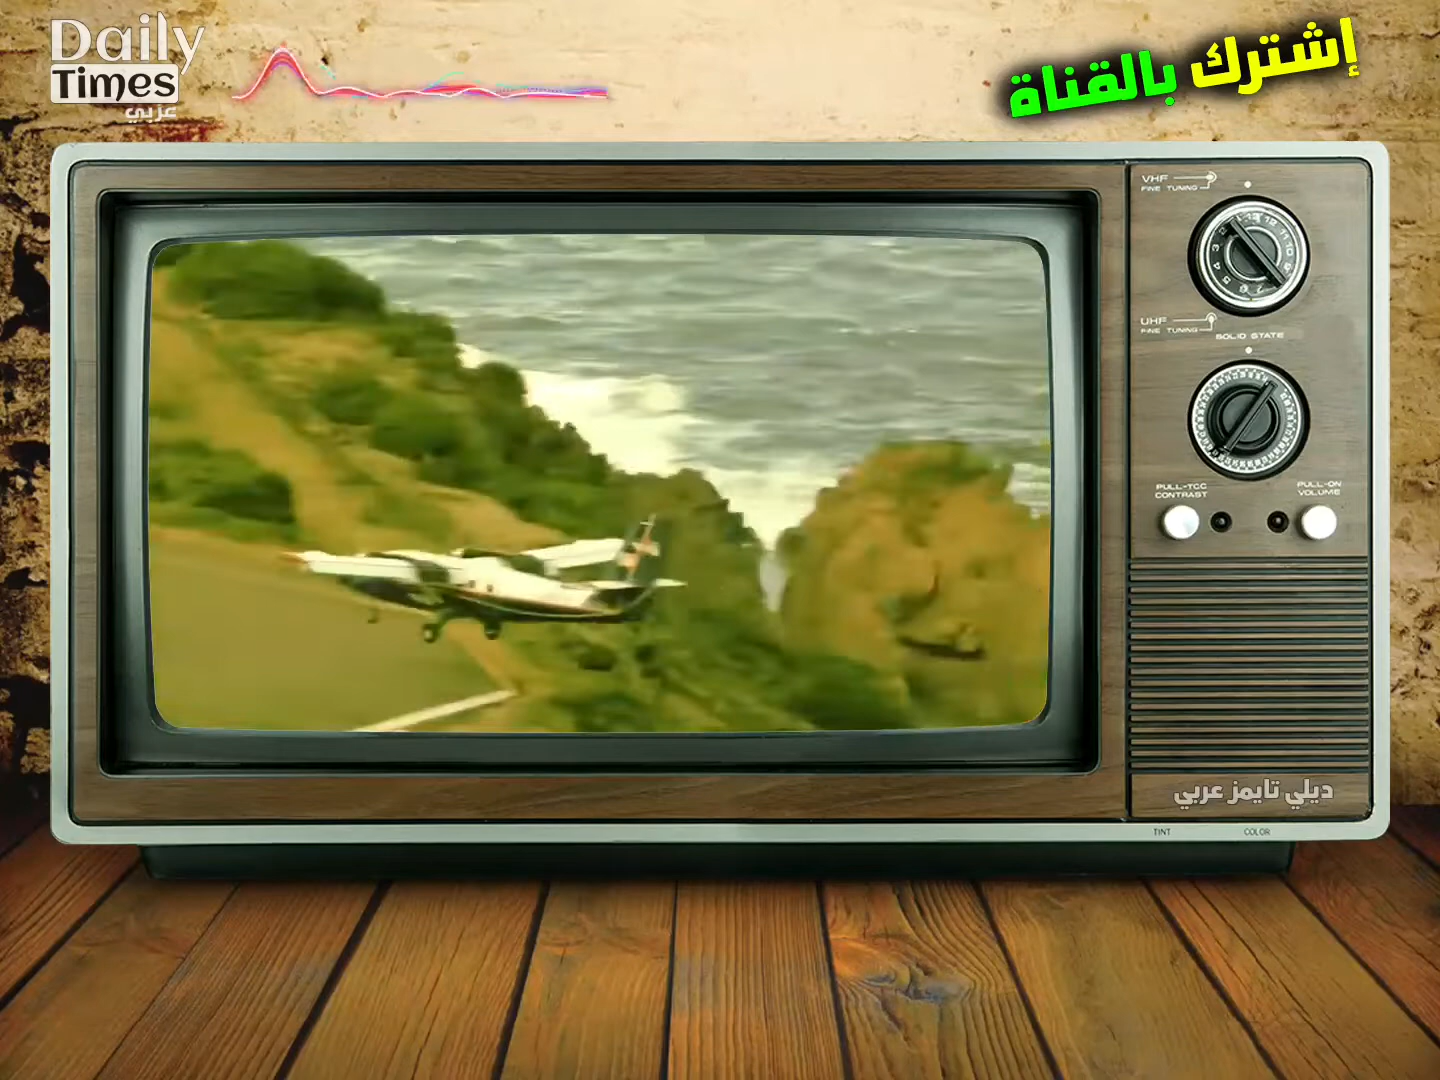 Daily
Times
عربي
إشترك بالقناة
VHF
FINE TUNING
UHF
FINE TUNING
SOLID STATE
PULL-TCC
CONTRAST
PULL-ON
VOLUME
ديلي تايمز عربي
TINT
COLOR